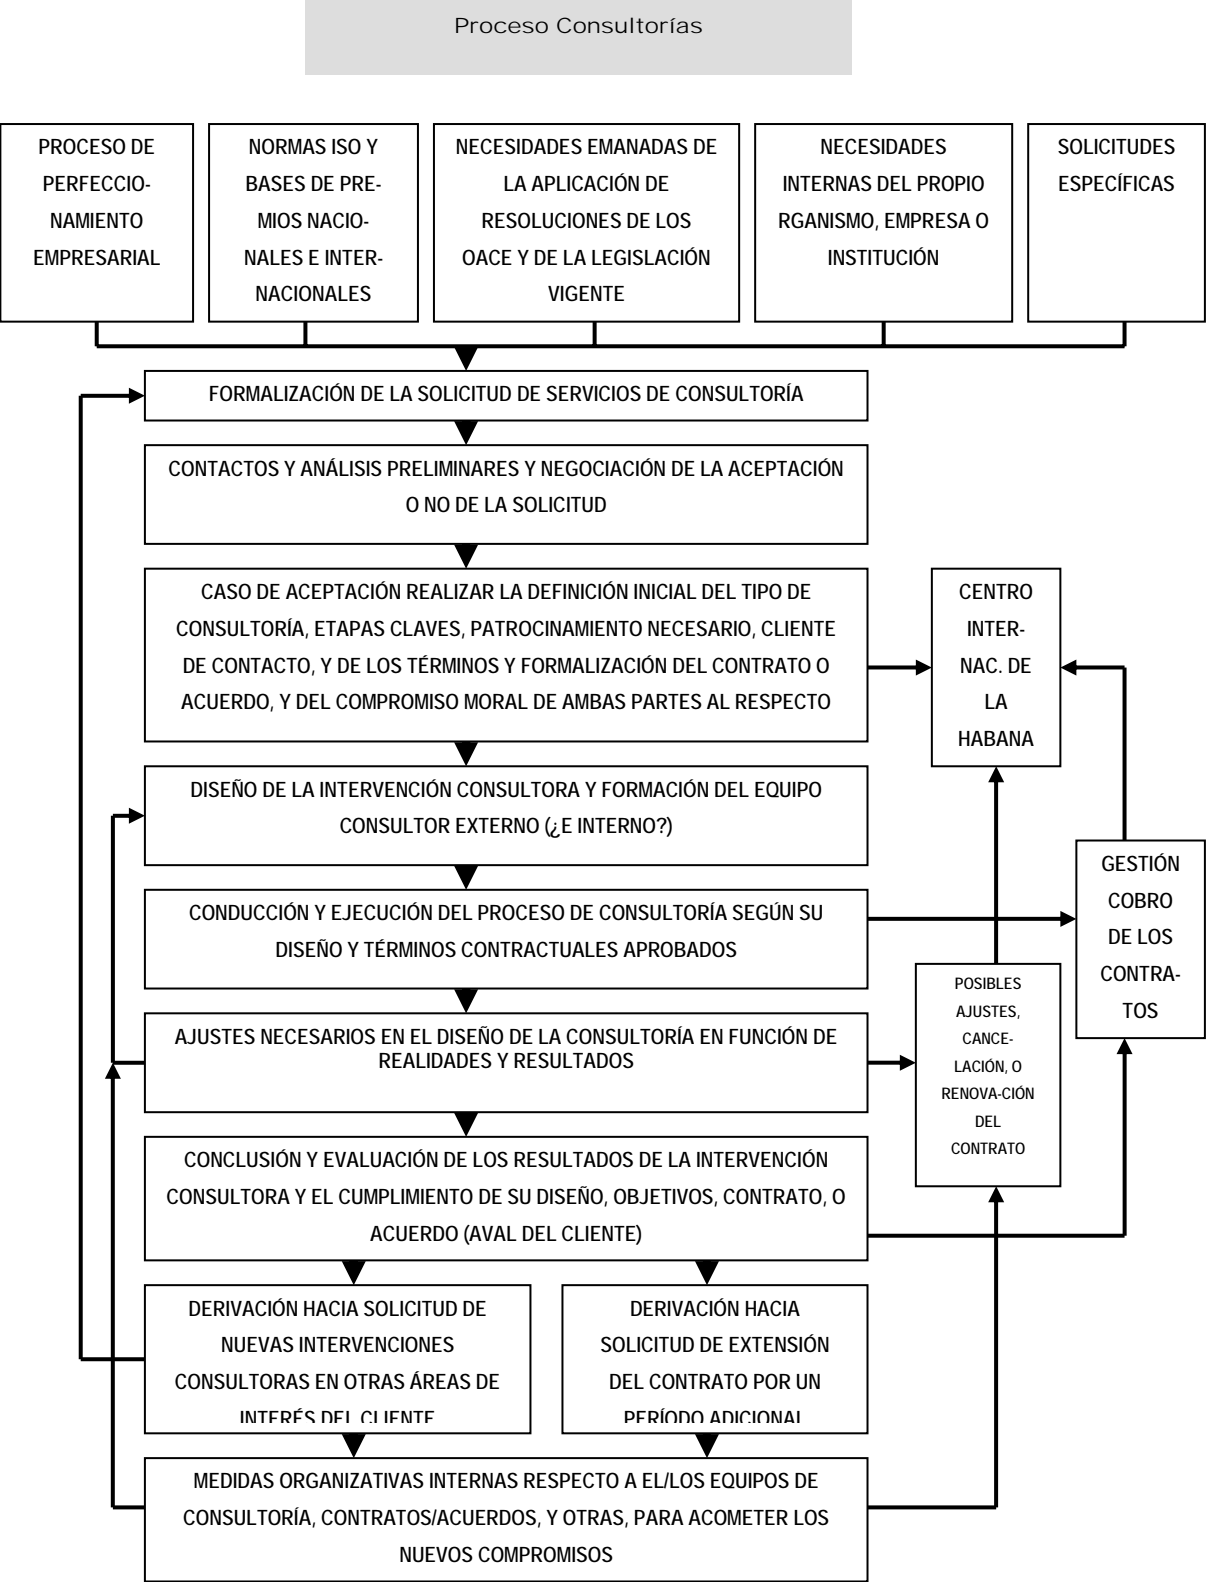 Proceso Consultorías
PROCESO DE
PERFECCIO-
NAMIENTO
EMPRESARIAL
NORMAS ISO Y
BASES DE PRE-
MIOS NACIO-
NALES E INTER-
NACIONALES
NECESIDADES EMANADAS DE
LA APLICACIÓN DE
RESOLUCIONES DE LOS
OACE Y DE LA LEGISLACIÓN
VIGENTE
NECESIDADES
INTERNAS DEL PROPIO
RGANISMO, EMPRESA O
INSTITUCIÓN
SOLICITUDES
ESPECÍFICAS
FORMALIZACIÓN DE LA SOLICITUD DE SERVICIOS DE CONSULTORÍA
CONTACTOS Y ANÁLISIS PRELIMINARES Y NEGOCIACIÓN DE LA ACEPTACIÓN
O NO DE LA SOLICITUD
CASO DE ACEPTACIÓN REALIZAR LA DEFINICIÓN INICIAL DEL TIPO DE
CONSULTORÍA, ETAPAS CLAVES, PATROCINAMIENTO NECESARIO, CLIENTE
DE CONTACTO, Y DE LOS TÉRMINOS Y FORMALIZACIÓN DEL CONTRATO O
ACUERDO, Y DEL COMPROMISO MORAL DE AMBAS PARTES AL RESPECTO
CENTRO
INTER-
NAC. DE
LA
HABANA
DISEÑO DE LA INTERVENCIÓN CONSULTORA Y FORMACIÓN DEL EQUIPO
CONSULTOR EXTERNO (¿E INTERNO?)
GESTIÓN
COBRO
DE LOS
CONTRA-
TOS
CONDUCCIÓN Y EJECUCIÓN DEL PROCESO DE CONSULTORÍA SEGÚN SU
DISEÑO Y TÉRMINOS CONTRACTUALES APROBADOS
POSIBLES
AJUSTES,
CANCE-
LACIÓN, O
RENOVA-CIÓN
DEL
CONTRATO
AJUSTES NECESARIOS EN EL DISEÑO DE LA CONSULTORÍA EN FUNCIÓN DE
REALIDADES Y RESULTADOS
CONCLUSIÓN Y EVALUACIÓN DE LOS RESULTADOS DE LA INTERVENCIÓN
CONSULTORA Y EL CUMPLIMIENTO DE SU DISEÑO, OBJETIVOS, CONTRATO, O
ACUERDO (AVAL DEL CLIENTE)
DERIVACIÓN HACIA SOLICITUD DE
NUEVAS INTERVENCIONES
CONSULTORAS EN OTRAS ÁREAS DE
INTERÉS DEL CLIENTE
DERIVACIÓN HACIA
SOLICITUD DE EXTENSIÓN
DEL CONTRATO POR UN
PERÍODO ADICIONAL
MEDIDAS ORGANIZATIVAS INTERNAS RESPECTO A EL/LOS EQUIPOS DE
CONSULTORÍA, CONTRATOS/ACUERDOS, Y OTRAS, PARA ACOMETER LOS
NUEVOS COMPROMISOS